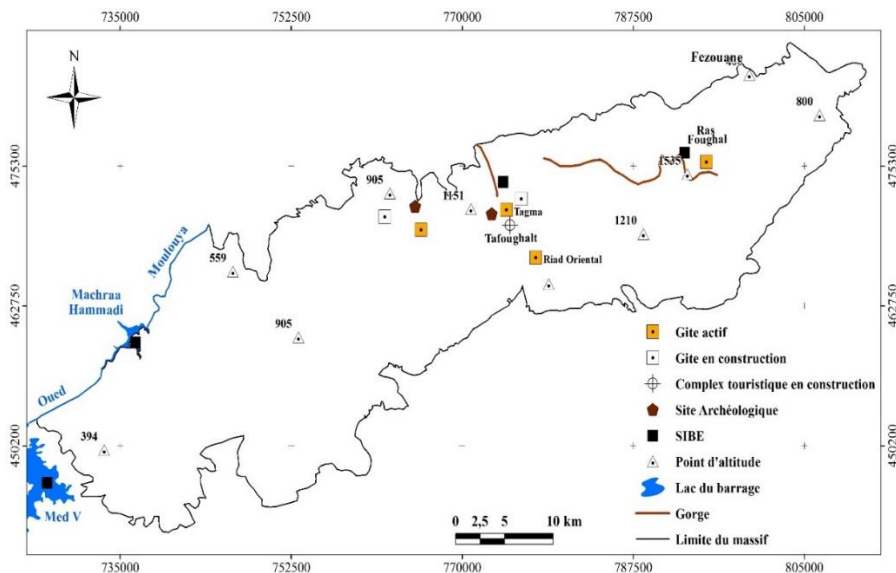 735000 752500 770000 787500 805000
N
Fezouane
800
Ras
Foughal
475300
475300
905
1535
1151
Tagma
1210
Tafoughalt
Moulouya
559
Riad Oriental
Machraa
Hammadi
462750
462750
905
Gite actif
Gite en construction
Complex touristique en construction
Oued
Site Archéologique
SIBE
450200
450200
394
Point d'altitude
Lac du barrage
Med V
Gorge
0 2,5 5 10 km
Limite du massif
735000 752500 770000 787500 805000